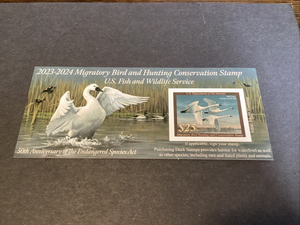 2023-2024 Migratory Bird and Hunting Conservation Stamp
U.S. Fish and Wildlife Service
$25
If applicable, sign your stamp.
50th Anniversary of the Endangered Species Act
Purchasing Duck Stamps provides habitat for waterfowl as well
as other species, including rare and listed plants and animals.